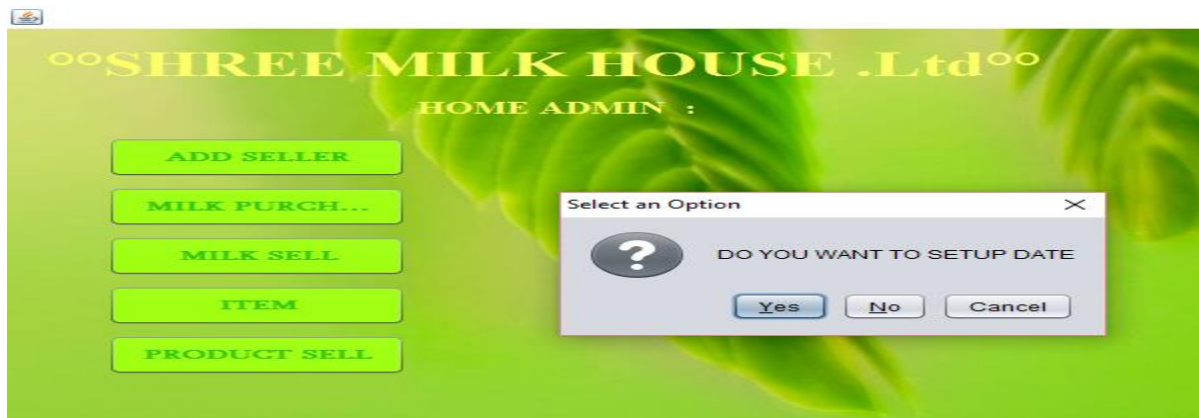 °°SHREE MILK HOUSE .Ltd°°
HOME ADMIN :
ADD SELLER
MILK PURCH...
MILK SELL
ITEM
PRODUCT SELL
Select an Option
DO YOU WANT TO SETUP DATE
Yes No Cancel